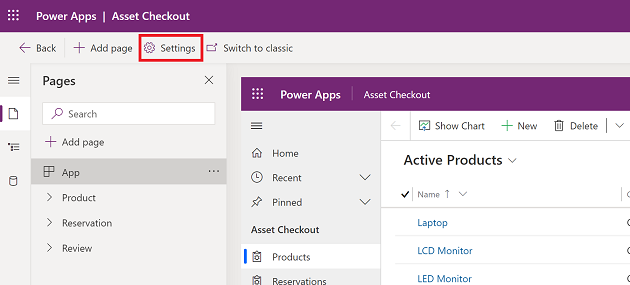 Power Apps | Asset Checkout
Back
Add page
Settings
Switch to classic
Pages
Search
Add page
App
Product
Reservation
Review
Power Apps | Asset Checkout
Home
Recent
Pinned
Asset Checkout
Products
Reservations
Show Chart
New
Delete
Active Products
Name
Laptop
LCD Monitor
LED Monitor